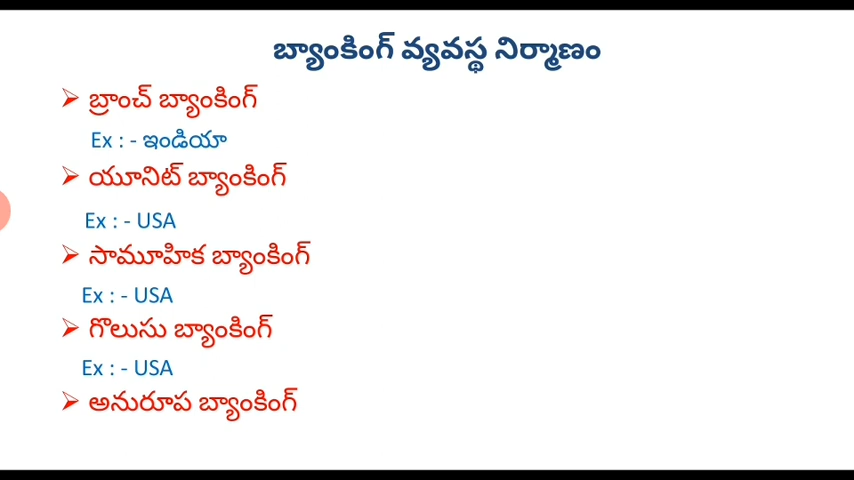 బ్యాంకింగ్ వ్యవస్థ నిర్మాణం
బ్రాంచ్ బ్యాంకింగ్
Ex : - ఇండియా
యూనిట్ బ్యాంకింగ్
Ex : - USA
సామూహిక బ్యాంకింగ్
Ex : - USA
గొలుసు బ్యాంకింగ్
Ex : - USA
అనురూప బ్యాంకింగ్